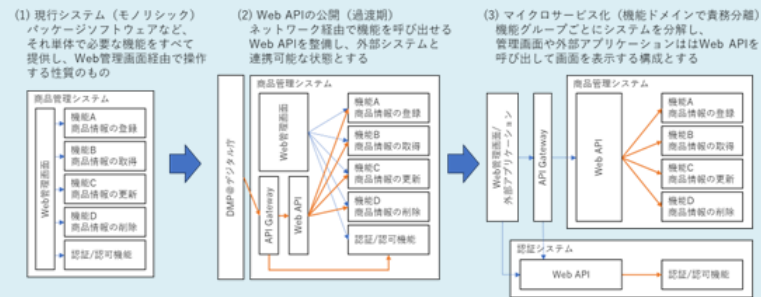 (1) 現行システム（モノリシック）
パッケージソフトウェアなど、
それ単体で必要な機能をすべて
提供し、Web管理画面経由で操作
する性質のもの
商品管理システム
Web管理画面
機能A
商品情報の登録
機能B
商品情報の取得
機能C
商品情報の更新
機能D
商品情報の削除
認証/認可機能
(2) Web APIの公開（過渡期）
ネットワーク経由で機能を呼び出せる
Web APIを整備し、外部システムと
連携可能な状態とする
DMP@デジタル庁
商品管理システム
Web管理画面
API Gateway
Web API
機能A
商品情報の登録
機能B
商品情報の取得
機能C
商品情報の更新
機能D
商品情報の削除
認証/認可機能
(3) マイクロサービス化（機能ドメインで責務分離）
機能グループごとにシステムを分解し、
管理画面や外部アプリケーションははWeb APIを
呼び出して画面を表示する構成とする
Web管理画面/
外部アプリケーション
API Gateway
商品管理システム
Web API
機能A
商品情報の登録
機能B
商品情報の取得
機能C
商品情報の更新
機能D
商品情報の削除
認証システム
Web API
認証/認可機能